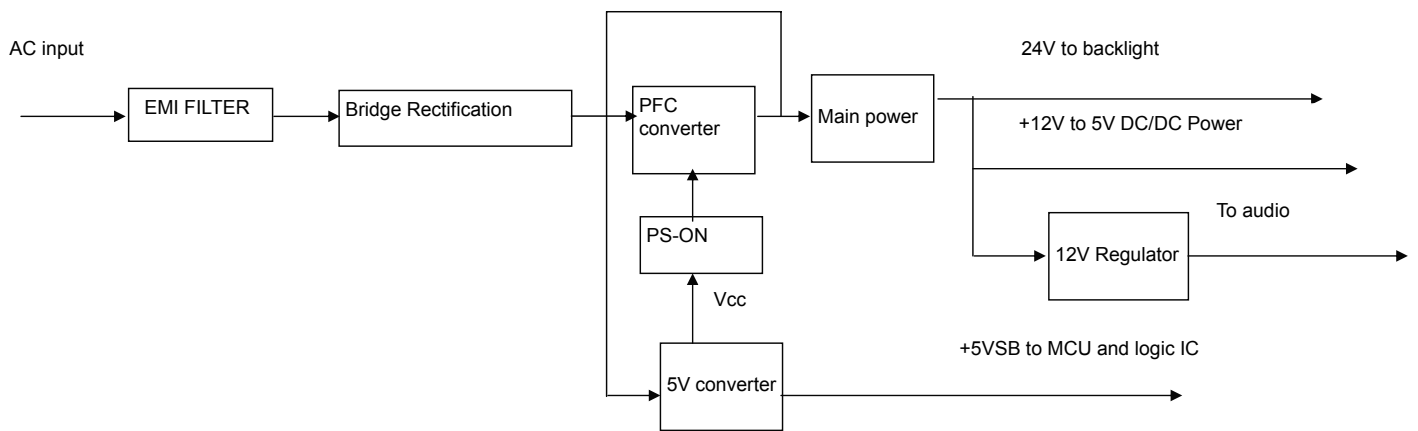 AC input
24V to backlight
EMI FILTER
Bridge Rectification
PFC
converter
Main power
+12V to 5V DC/DC Power
To audio
PS-ON
12V Regulator
Vcc
+5VSB to MCU and logic IC
5V converter